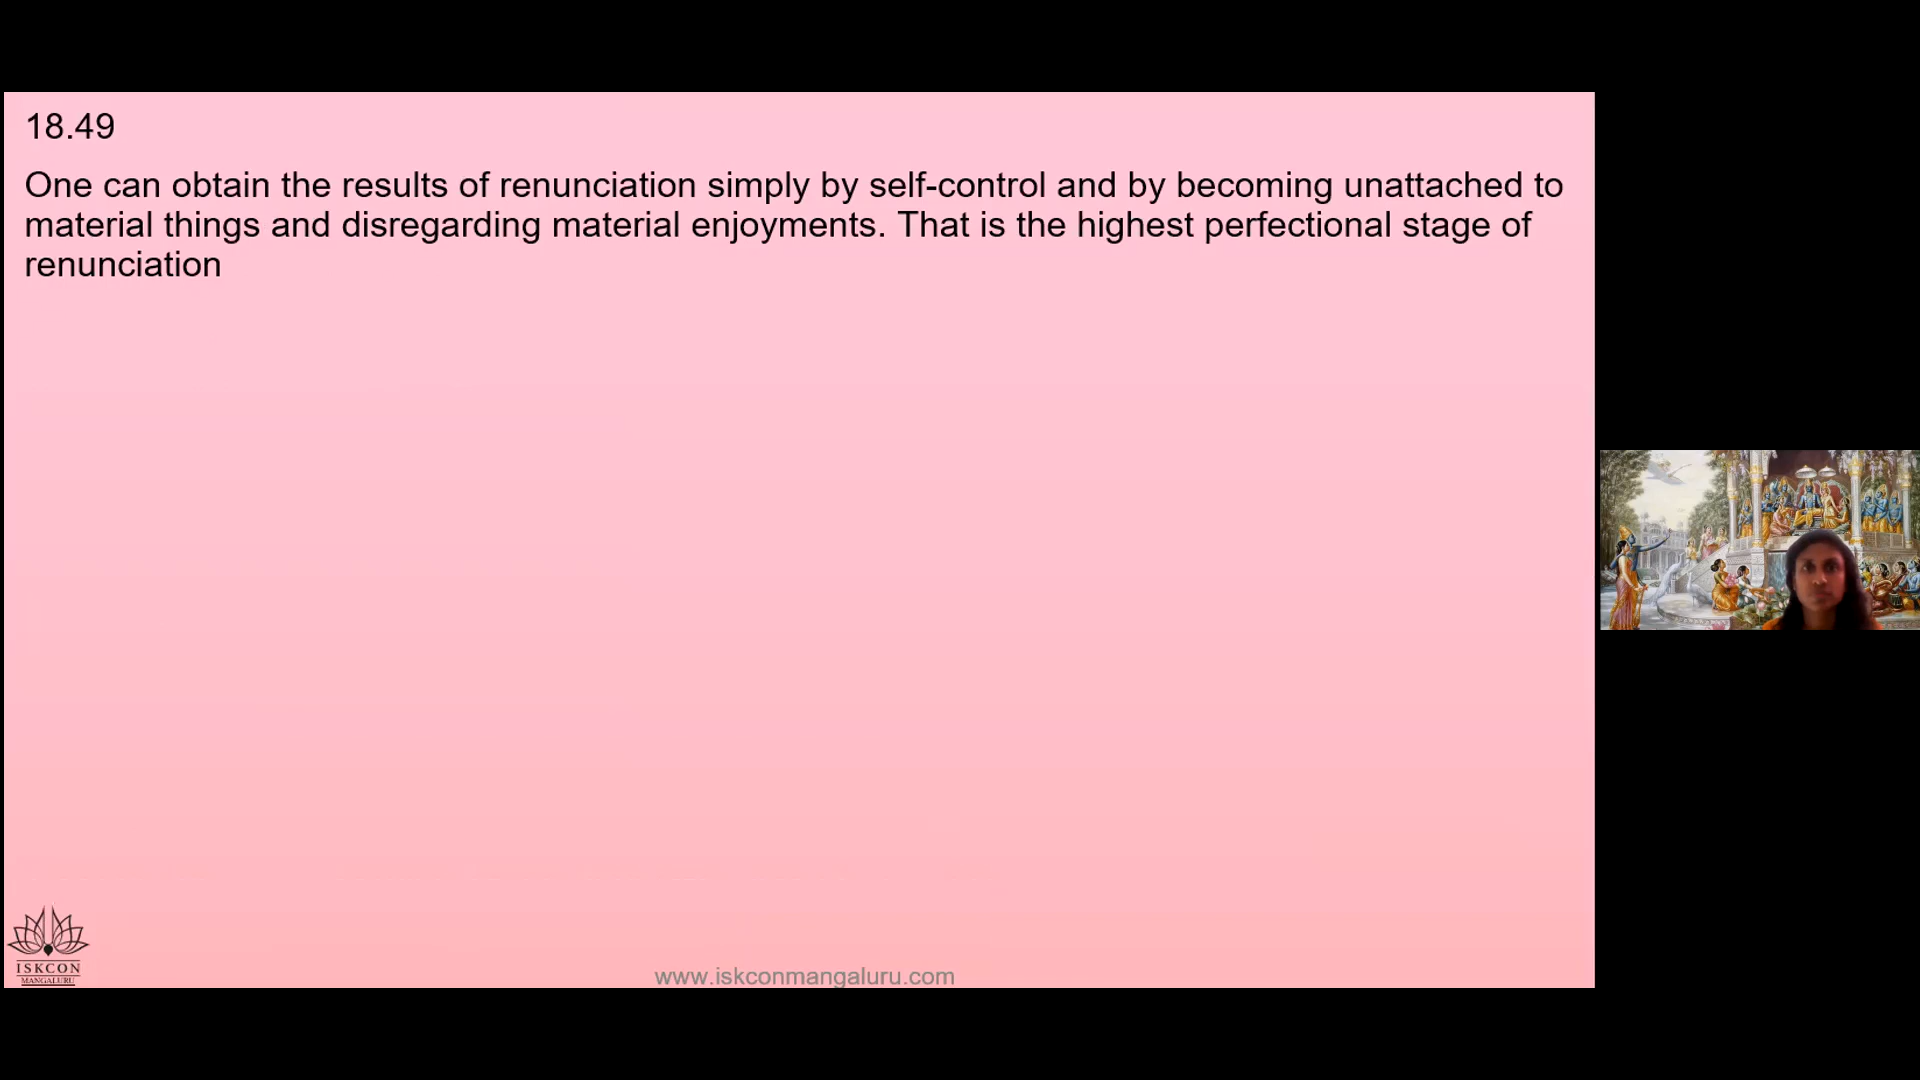 18.49
One can obtain the results of renunciation simply by self-control and by becoming unattached to
material things and disregarding material enjoyments. That is the highest perfectional stage of
renunciation
ISKCON
MANGALURU
www.iskconmangaluru.com